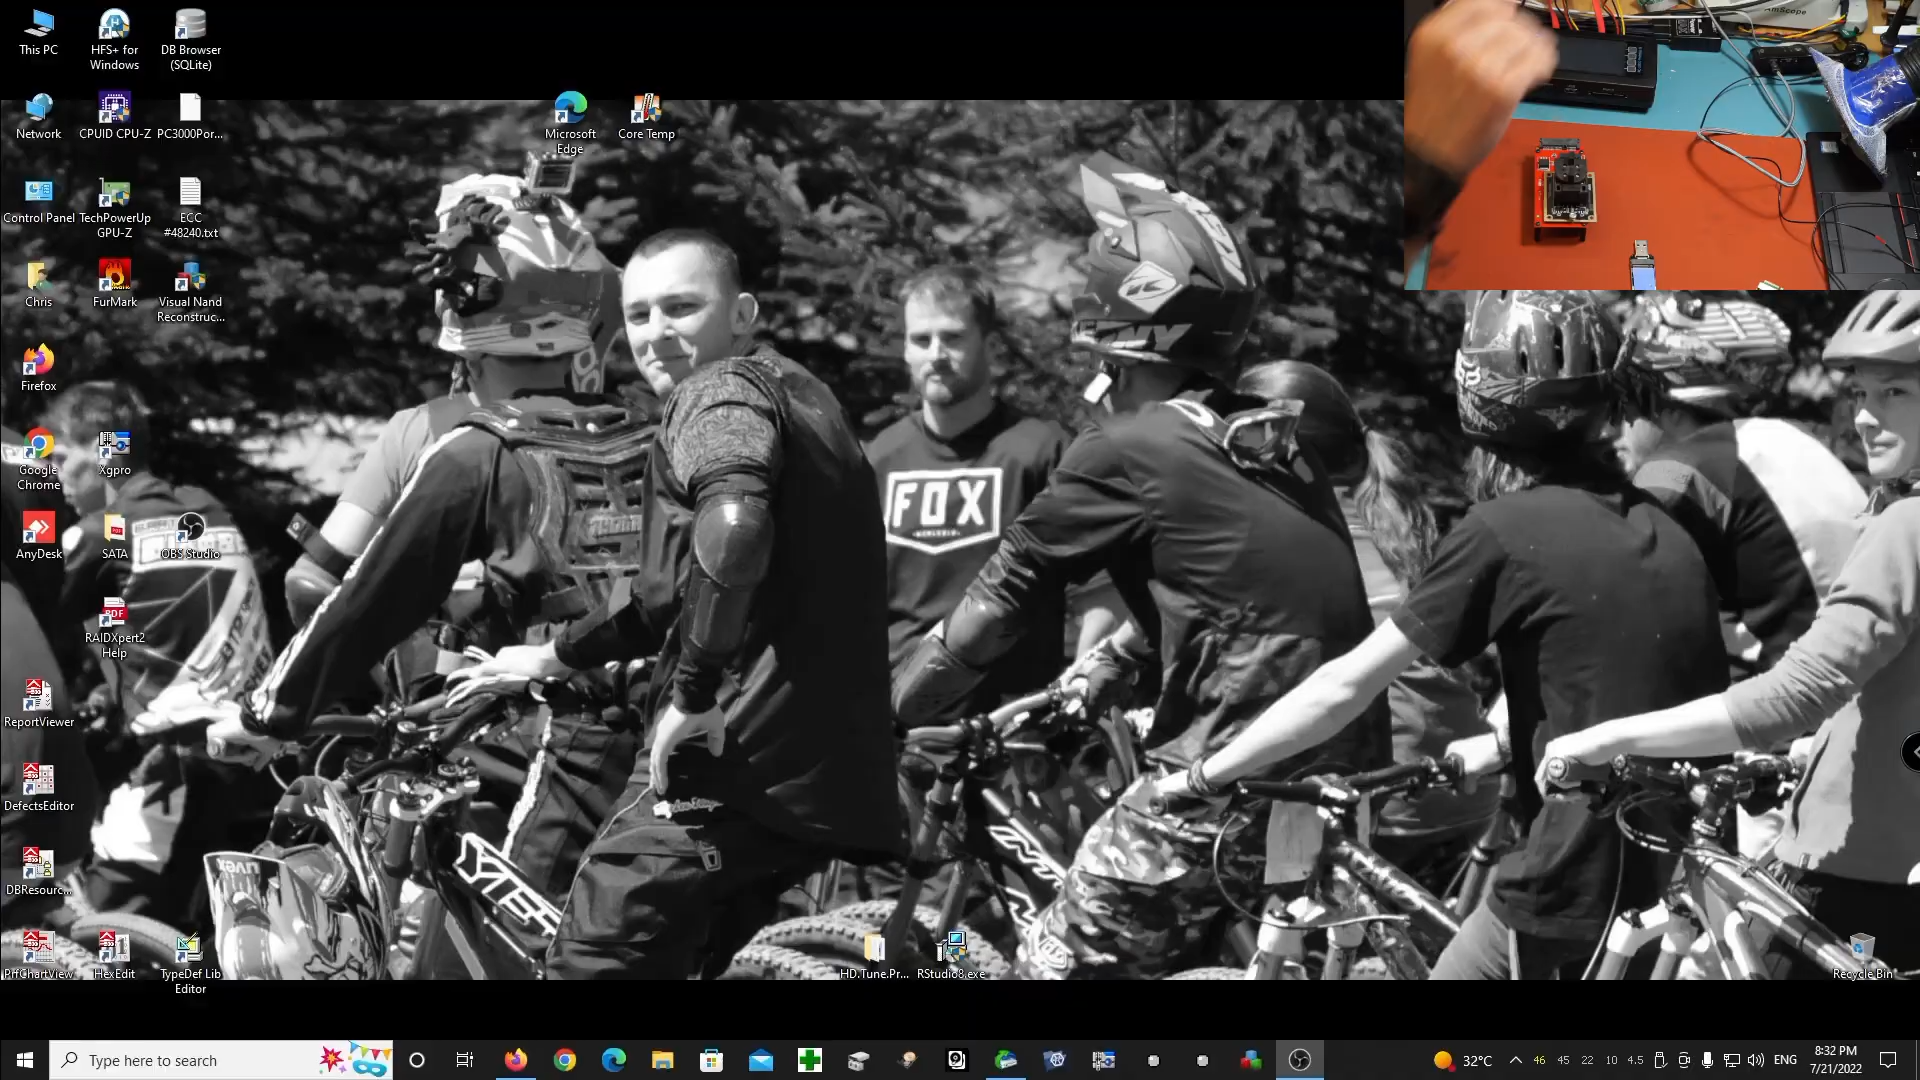 This PC
HFS+ for
Windows
DB Browser
(SQLite)
Network
CPUID CPU-Z
PC3000Por...
Microsoft
Edge
Core Temp
AmScope
Control Panel
TechPowerUp
GPU-Z
ECC
#48240.txt
Chris
FurMark
Visual Nand
Reconstruc...
Firefox
Google
Chrome
Xgpro
AnyDesk
SATA
OBS Studio
FOX
RAIDXpert2
Help
ReportViewer
DefectsEditor
DBResourc...
uvex
PffChartView
HexEdit
TypeDef Lib
Editor
HD.Tune.Pr...
RStudio8.exe
Recycle Bin
Type here to search
32°C
46 45 22 10 4.5
ENG
8:32 PM
7/21/2022